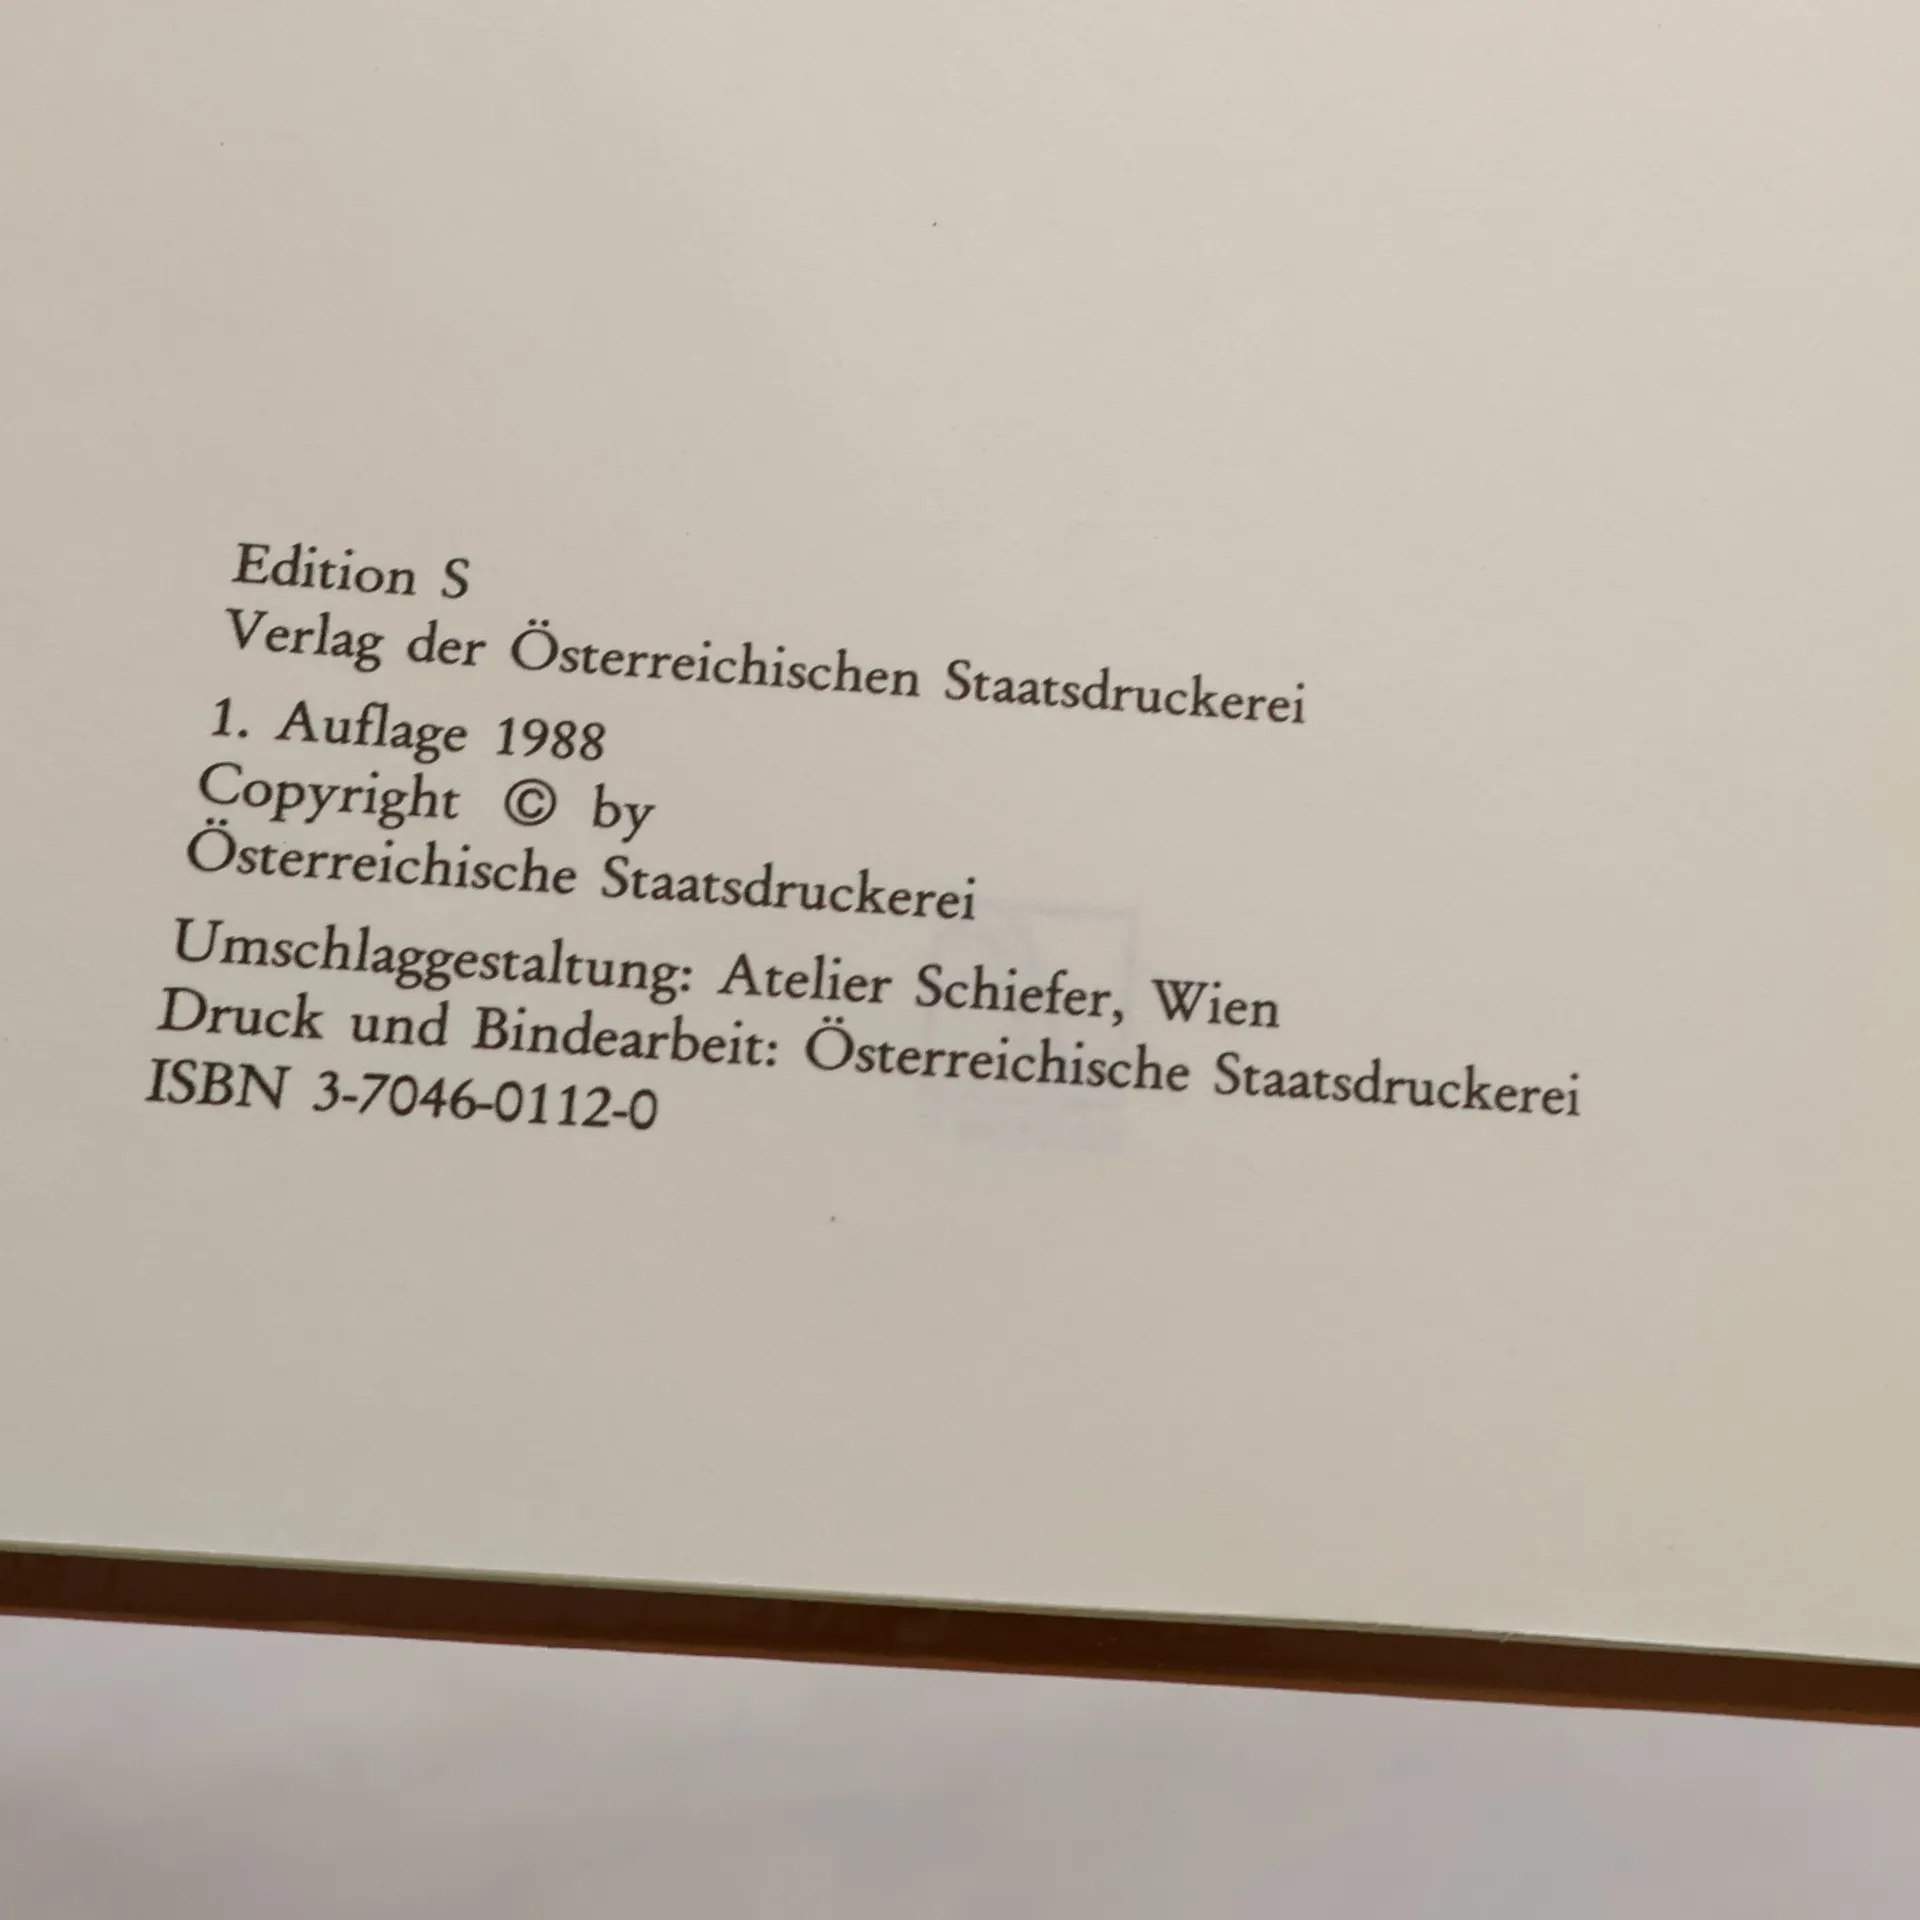 Edition S
Verlag der Österreichischen Staatsdruckerei
1. Auflage 1988
Copyright © by
Österreichische Staatsdruckerei
Umschlaggestaltung: Atelier Schiefer, Wien
Druck und Bindearbeit: Österreichische Staatsdruckerei
ISBN 3-7046-0112-0